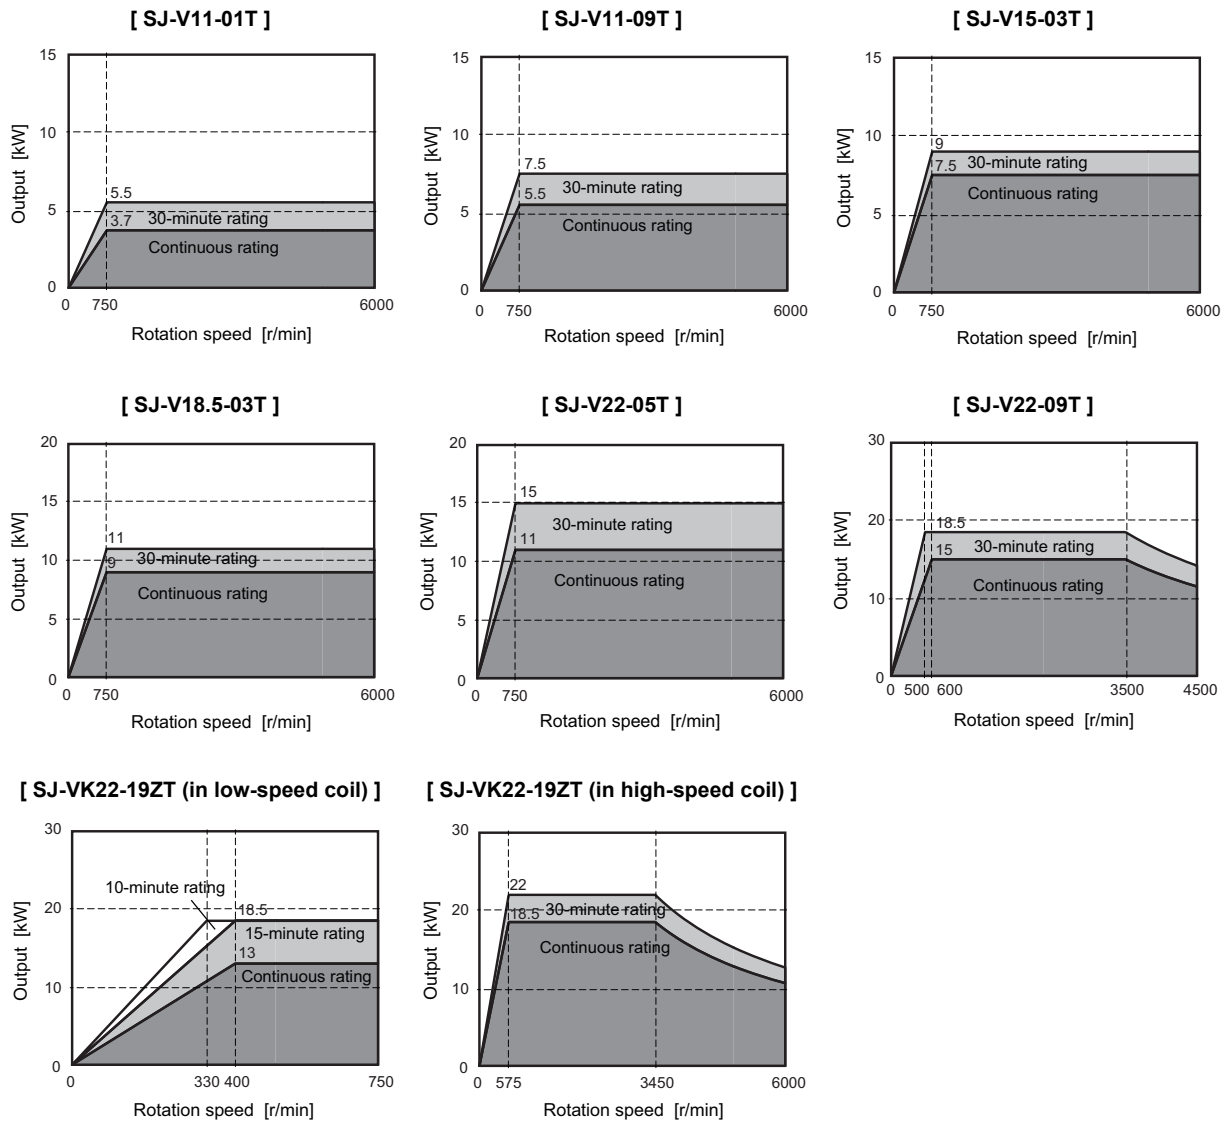 [ SJ-V11-01T ]
15
10
5
0
Output [kW]
5.5
3.7
30-minute rating
Continuous rating
0 750 6000
Rotation speed [r/min]
[ SJ-V11-09T ]
15
10
5
0
Output [kW]
7.5
5.5
30-minute rating
Continuous rating
0 750 6000
Rotation speed [r/min]
[ SJ-V15-03T ]
15
10
5
0
Output [kW]
9
7.5
30-minute rating
Continuous rating
0 750 6000
Rotation speed [r/min]
[ SJ-V18.5-03T ]
20
15
10
5
0
Output [kW]
11
9
30-minute rating
Continuous rating
0 750 6000
Rotation speed [r/min]
[ SJ-V22-05T ]
20
15
10
5
0
Output [kW]
15
30-minute rating
11
Continuous rating
0 750 6000
Rotation speed [r/min]
[ SJ-V22-09T ]
30
20
10
0
Output [kW]
18.5
30-minute rating
15
Continuous rating
0 500 600 3500 4500
Rotation speed [r/min]
[ SJ-VK22-19ZT (in low-speed coil) ]
30
20
10
0
Output [kW]
10-minute rating
18.5
15-minute rating
13
Continuous rating
0 330 400 750
Rotation speed [r/min]
[ SJ-VK22-19ZT (in high-speed coil) ]
30
20
10
0
Output [kW]
22
18.5 30-minute rating
Continuous rating
0 575 3450 6000
Rotation speed [r/min]